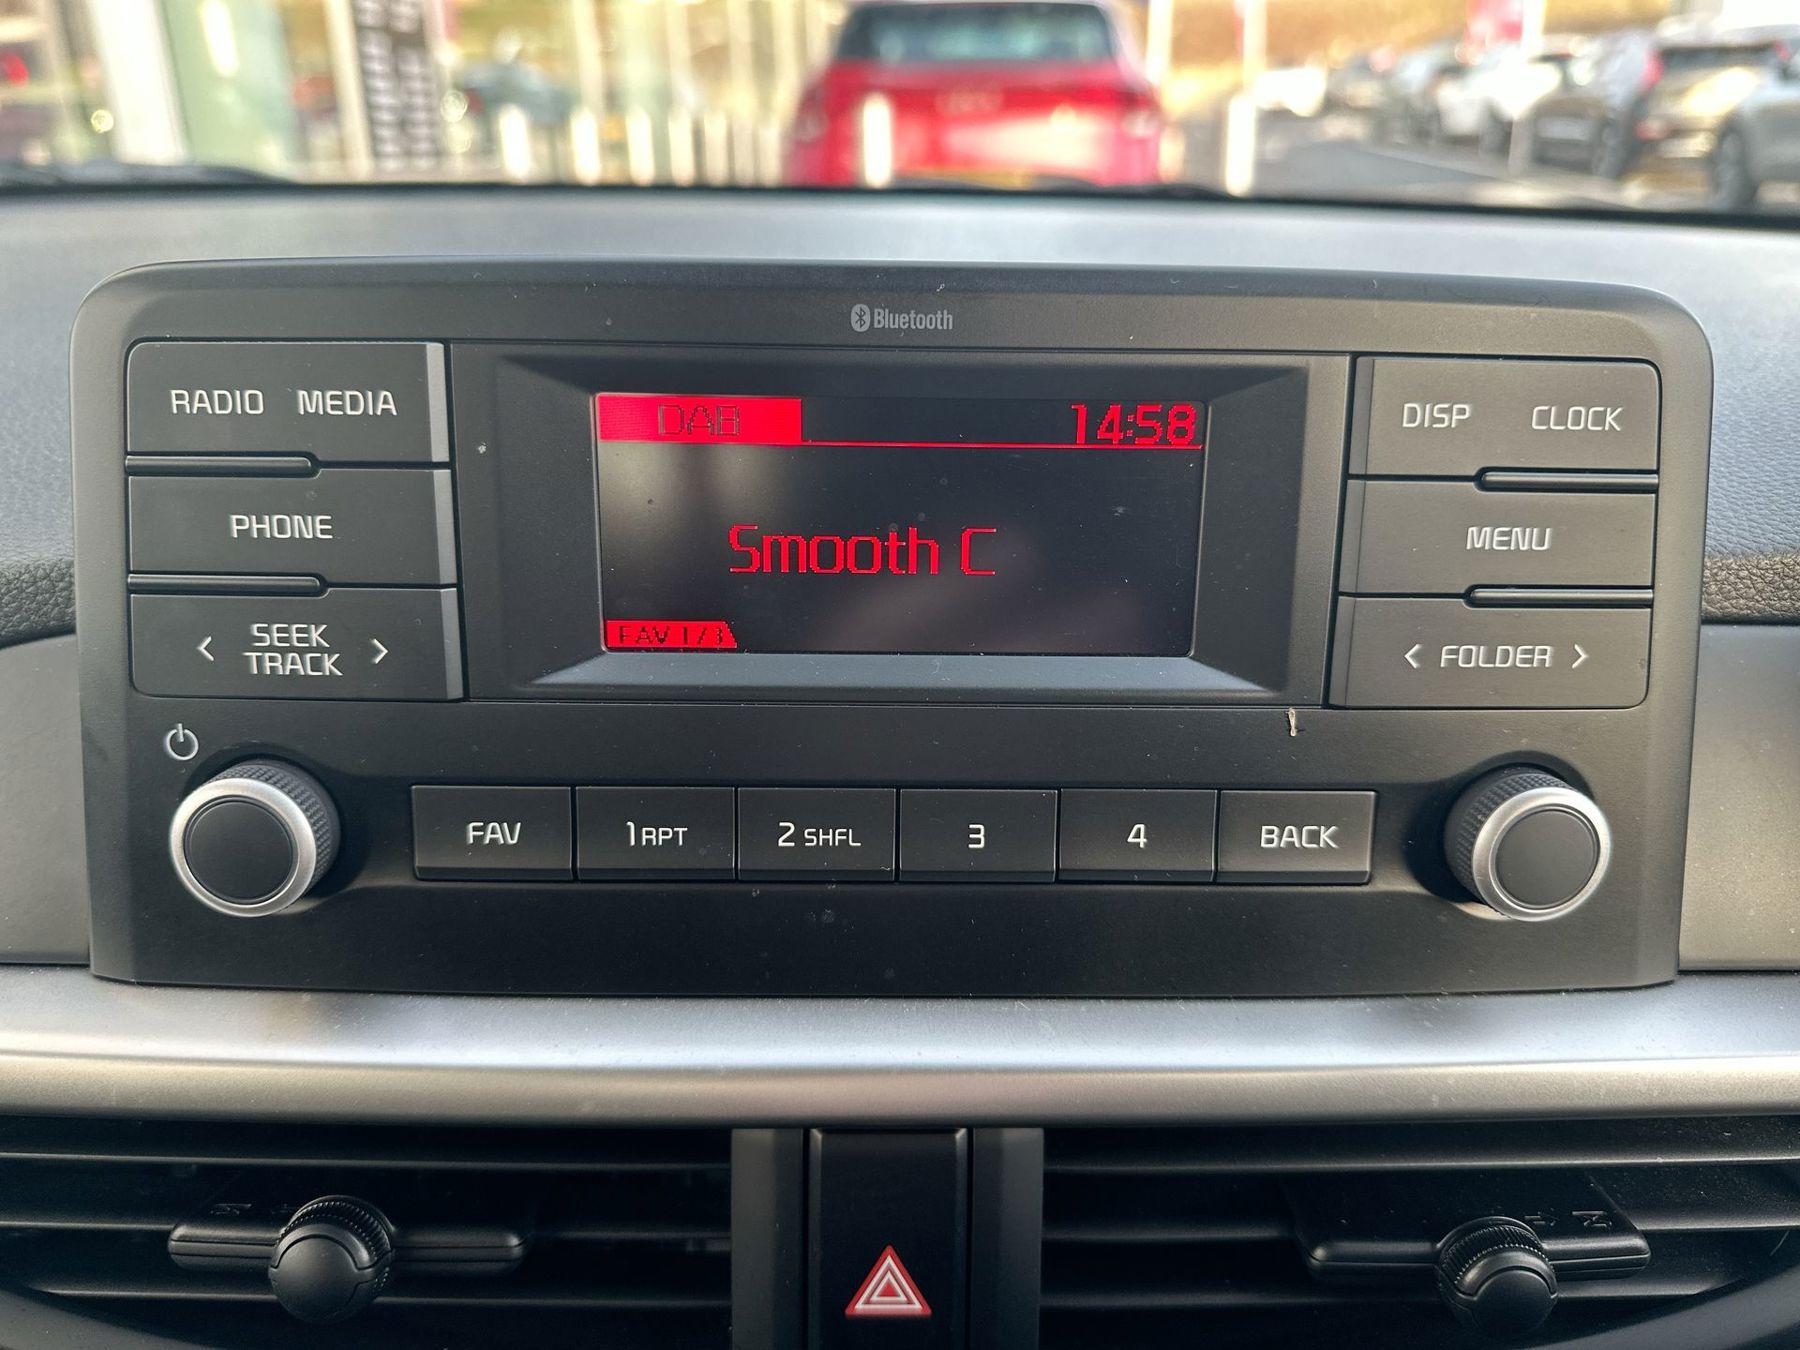 Bluetooth
RADIO MEDIA
DAB 14:58
DISP CLOCK
PHONE
Smooth C
MENU
< SEEK TRACK >
FAV 1/3
< FOLDER >
FAV 1 RPT 2 SHFL 3 4 BACK